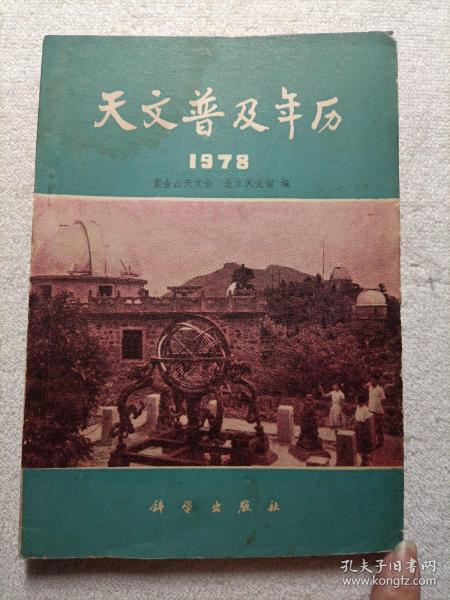 天文普及年历
1978
紫金山天文台 北京天文馆 编
科学出版社
孔夫子旧书网
www.kongfz.com